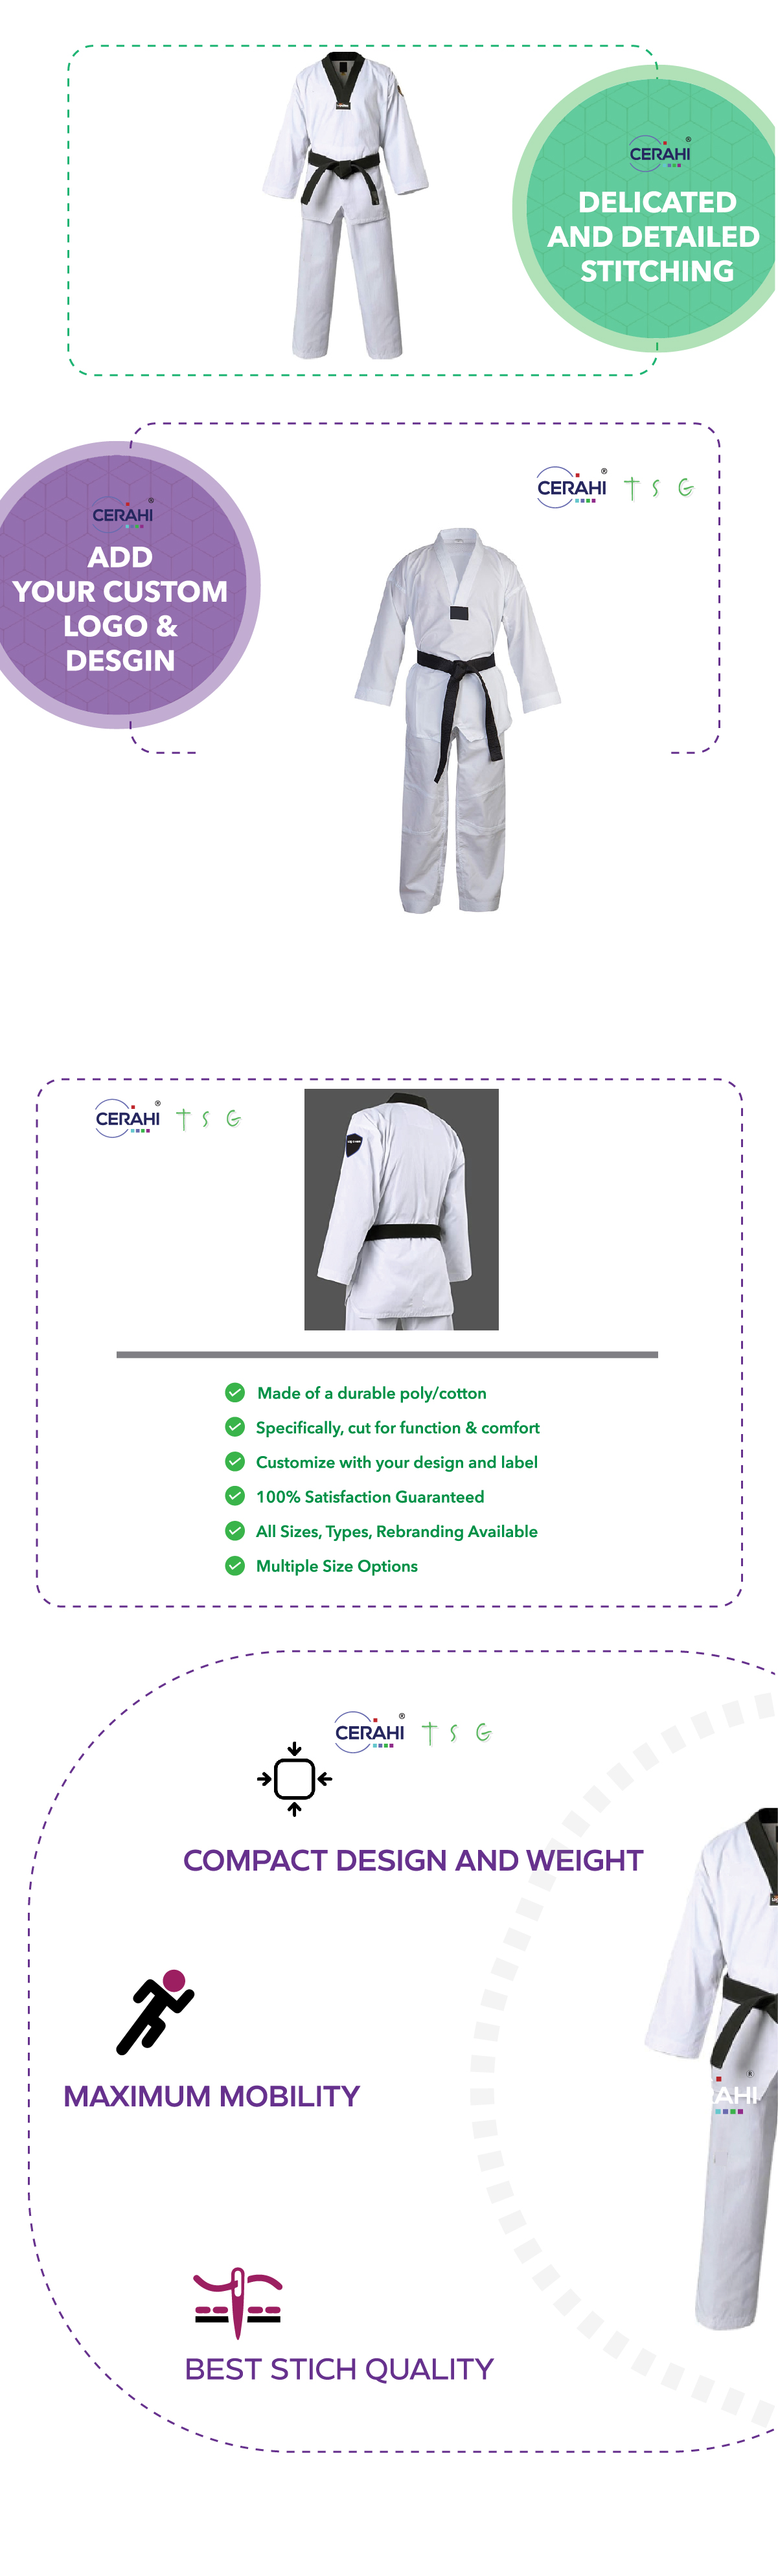 CERAHI ®
DELICATED
AND DETAILED
STITCHING
CERAHI ® T S G
CERAHI ®
ADD
YOUR CUSTOM
LOGO &
DESGIN
CERAHI ® T S G
Made of a durable poly/cotton
Specifically, cut for function & comfort
Customize with your design and label
100% Satisfaction Guaranteed
All Sizes, Types, Rebranding Available
Multiple Size Options
CERAHI ® T S G
COMPACT DESIGN AND WEIGHT
MAXIMUM MOBILITY
AHI ®
BEST STICH QUALITY